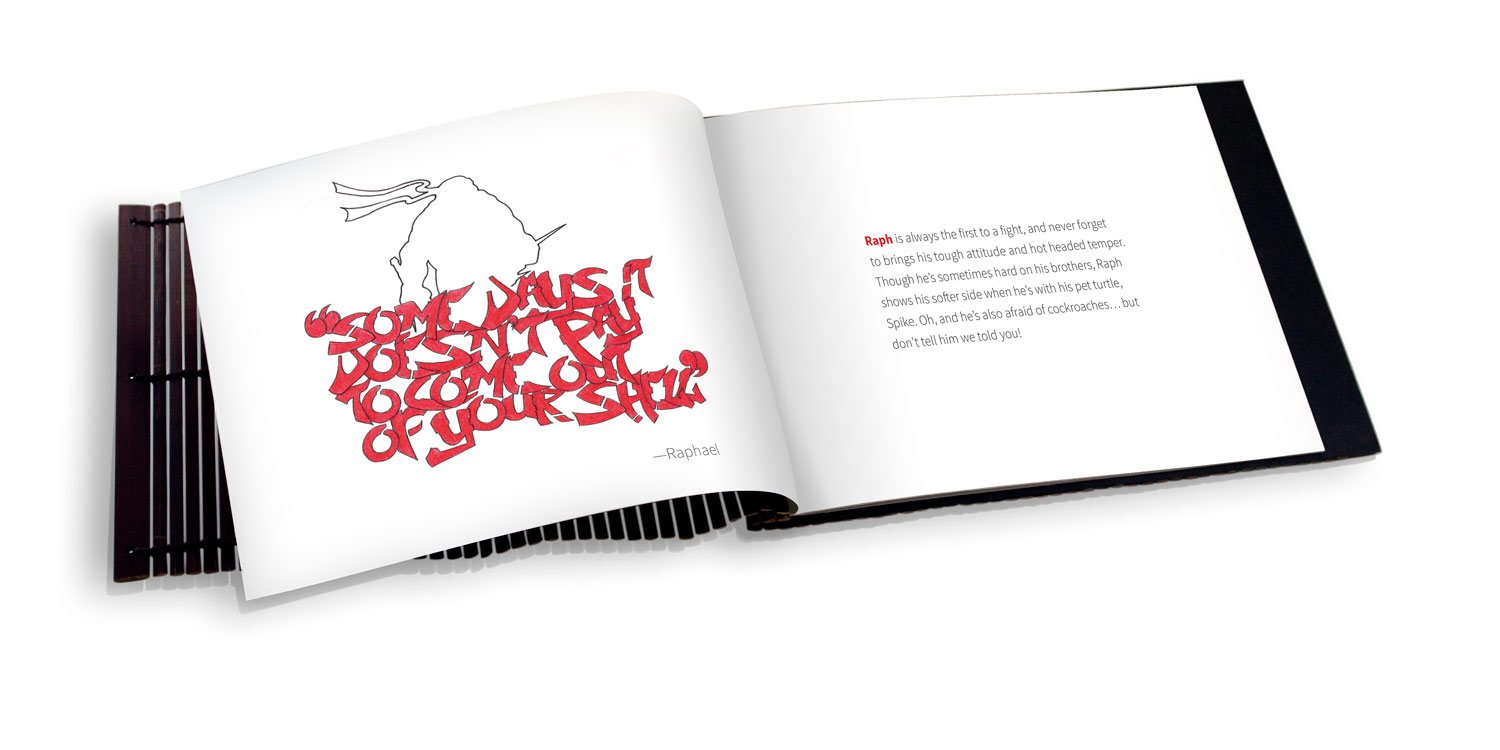 “SOME DAYS IT
DOESN'T PAY
TO COME OUT
OF YOUR SHELL”
—Raphael
Raph is always the first to a fight, and never forget
to brings his tough attitude and hot headed temper.
Though he's sometimes hard on his brothers, Raph
shows his softer side when he's with his pet turtle,
Spike. Oh, and he's also afraid of cockroaches... but
don't tell him we told you!